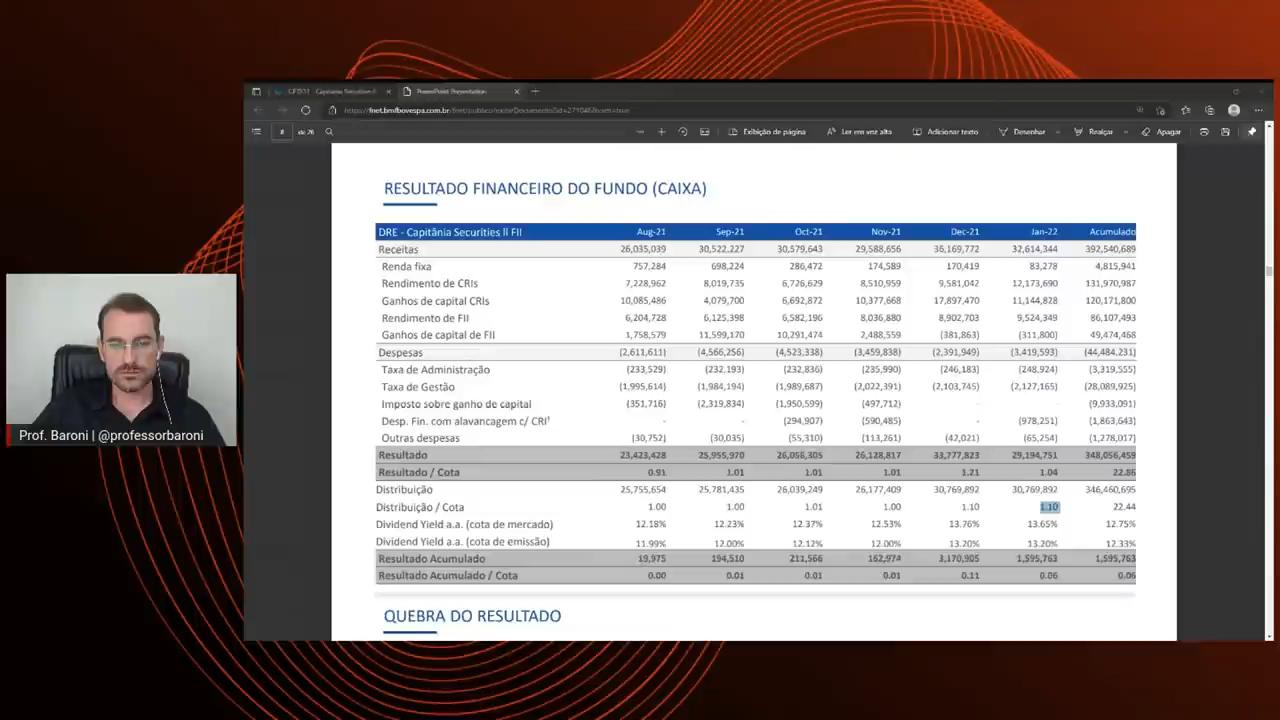 PowerPoint Presentation
8 de 26
Exibição de página
Ler em voz alta
Adicionar texto
Desenhar
Realçar
Apagar
RESULTADO FINANCEIRO DO FUNDO (CAIXA)
DRE - Capitânia Securities II FII Aug-21 Sep-21 Oct-21 Nov-21 Dec-21 Jan-22 Acumulado
Receitas 26,035,039 30,522,227 30,579,643 29,588,656 36,169,772 32,614,344 392,540,689
Renda fixa 757,284 698,224 286,472 174,589 170,419 83,278 4,815,941
Rendimento de CRIs 7,228,962 8,019,735 6,726,629 8,510,959 9,581,042 12,173,690 131,970,987
Ganhos de capital CRIs 10,085,486 4,079,700 6,692,872 10,377,668 17,897,470 11,144,828 120,171,800
Rendimento de FII 6,204,728 6,125,398 6,582,196 8,036,880 8,902,703 9,524,349 86,107,493
Ganhos de capital de FII 1,758,579 11,599,170 10,291,474 2,488,559 (381,863) (311,800) 49,474,468
Despesas (2,611,611) (4,566,256) (4,523,338) (3,459,838) (2,391,949) (3,419,593) (44,484,231)
Taxa de Administração (233,529) (232,193) (232,836) (235,990) (246,183) (248,924) (3,319,555)
Taxa de Gestão (1,995,614) (1,984,194) (1,989,687) (2,022,391) (2,103,745) (2,127,165) (28,089,925)
Imposto sobre ganho de capital (351,716) (2,319,834) (1,950,599) (497,712) - - (9,933,091)
Desp. Fin. com alavancagem c/ CRI¹ - - (294,907) (590,485) - (978,251) (1,863,643)
Outras despesas (30,752) (30,035) (55,310) (113,261) (42,021) (65,254) (1,278,017)
Resultado 23,423,428 25,955,970 26,056,305 26,128,817 33,777,823 29,194,751 348,056,459
Resultado / Cota 0.91 1.01 1.01 1.01 1.21 1.04 22.86
Distribuição 25,755,654 25,781,435 26,039,249 26,177,409 30,769,892 30,769,892 346,460,695
Distribuição / Cota 1.00 1.00 1.01 1.00 1.10 1.10 22.44
Dividend Yield a.a. (cota de mercado) 12.18% 12.23% 12.37% 12.53% 13.76% 13.65% 12.75%
Dividend Yield a.a. (cota de emissão) 11.99% 12.00% 12.12% 12.00% 13.20% 13.20% 12.33%
Resultado Acumulado 19,975 194,510 211,566 162,974 3,170,905 1,595,763 1,595,763
Resultado Acumulado / Cota 0.00 0.01 0.01 0.01 0.11 0.06 0.06
QUEBRA DO RESULTADO
Prof. Baroni | @professorbaroni